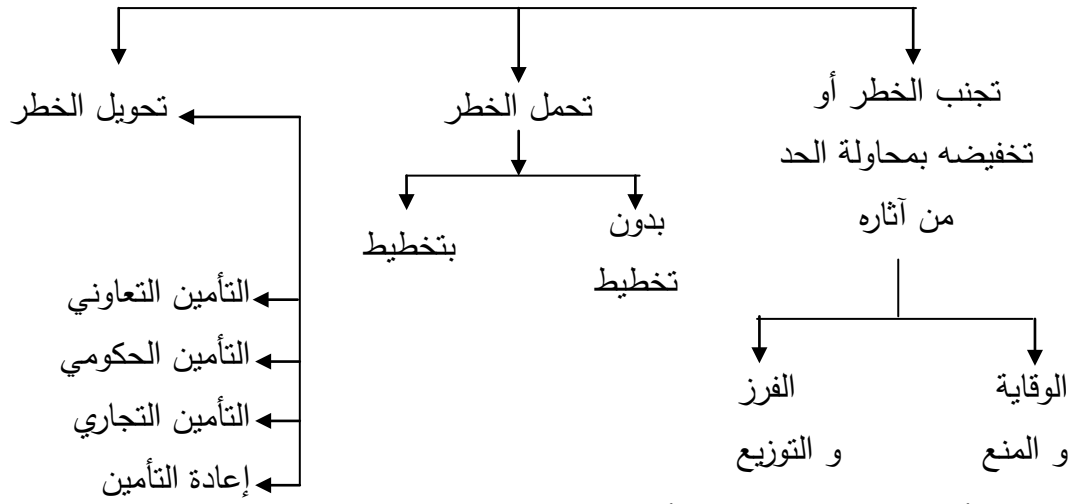 تجنب الخطر أو
تخفيضه بمحاولة الحد
من آثاره
الوقاية
و المنع
الفرز
و التوزيع
تحمل الخطر
بدون
تخطيط
بتخطيط
تحويل الخطر
التأمين التعاوني
التأمين الحكومي
التأمين التجاري
إعادة التأمين